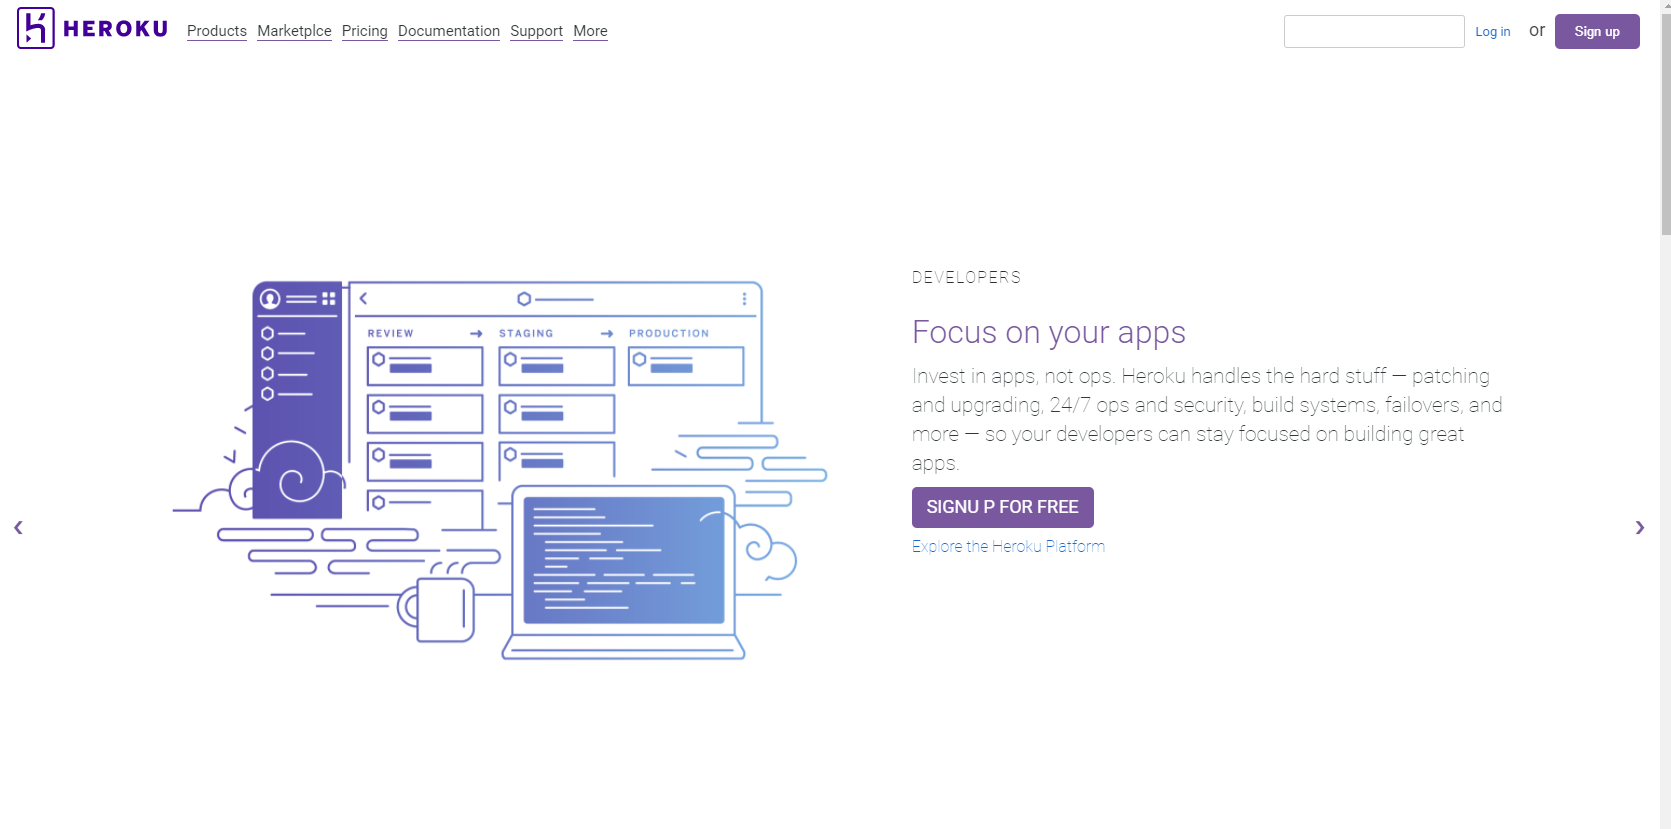 HEROKU
Products Marketplce Pricing Documentation Support More
Log in or Sign up
REVIEW STAGING PRODUCTION
DEVELOPERS
Focus on your apps
Invest in apps, not ops. Heroku handles the hard stuff — patching
and upgrading, 24/7 ops and security, build systems, failovers, and
more — so your developers can stay focused on building great
apps.
SIGNU P FOR FREE
Explore the Heroku Platform